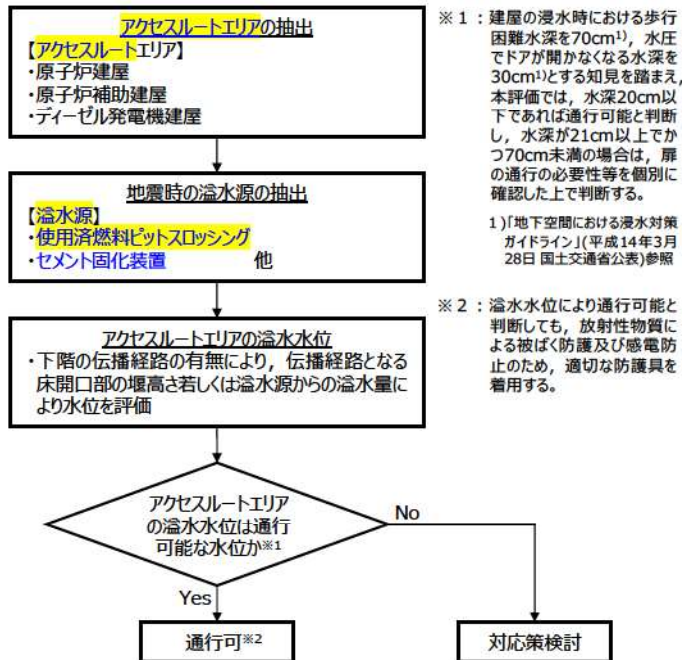 アクセスルートエリアの抽出
【アクセスルートエリア】
・原子炉建屋
・原子炉補助建屋
・ディーゼル発電機建屋
地震時の溢水源の抽出
【溢水源】
・使用済燃料ピットスロッシング
・セメント固化装置 他
アクセスルートエリアの溢水水位
・下階の伝播経路の有無により，伝播経路となる
床開口部の堰高さ若しくは溢水源からの溢水量に
より水位を評価
アクセスルートエリア
の溢水水位は通行
可能な水位か※1
No
Yes
通行可※2
対応策検討
※１：建屋の浸水時における歩行
困難水深を70cm1)，水圧
でドアが開かなくなる水深を
30cm1)とする知見を踏まえ，
本評価では，水深20cm以
下であれば通行可能と判断
し，水深が21cm以上でか
つ70cm未満の場合は，扉
の通行の必要性等を個別に
確認した上で判断する。
1)「地下空間における浸水対策
ガイドライン」(平成14年3月
28日 国土交通省公表)参照
※２：溢水水位により通行可能と
判断しても，放射性物質に
よる被ばく防護及び感電防
止のため，適切な防護具を
着用する。